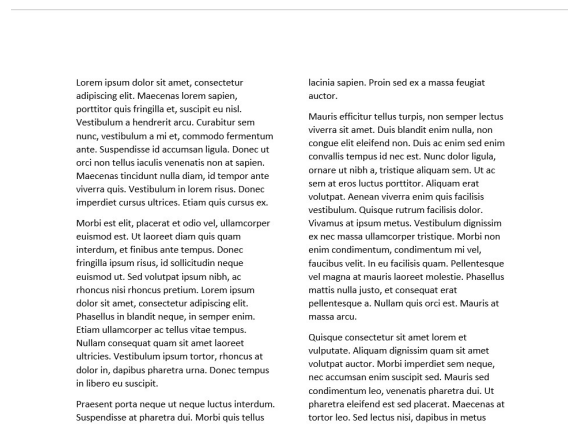 Lorem ipsum dolor sit amet, consectetur
adipiscing elit. Maecenas lorem sapien,
porttitor quis fringilla et, suscipit eu nisl.
Vestibulum a hendrerit arcu. Curabitur sem
nunc, vestibulum a mi et, commodo fermentum
ante. Suspendisse id accumsan ligula. Donec ut
orci non tellus iaculis venenatis non at sapien.
Maecenas tincidunt nulla diam, id tempor ante
viverra quis. Vestibulum in lorem risus. Donec
imperdiet cursus ultrices. Etiam quis cursus ex.
Morbi est elit, placerat et odio vel, ullamcorper
euismod est. Ut laoreet diam quis quam
interdum, et finibus ante tempus. Donec
fringilla ipsum risus, id sollicitudin neque
euismod ut. Sed volutpat ipsum nibh, ac
rhoncus nisi rhoncus pretium. Lorem ipsum
dolor sit amet, consectetur adipiscing elit.
Phasellus in blandit neque, in semper enim.
Etiam ullamcorper ac tellus vitae tempus.
Nullam consequat quam sit amet laoreet
ultricies. Vestibulum ipsum tortor, rhoncus at
dolor in, dapibus pharetra urna. Donec tempus
in libero eu suscipit.
Praesent porta neque ut neque luctus interdum.
Suspendisse at pharetra dui. Morbi quis tellus
lacinia sapien. Proin sed ex a massa feugiat
auctor.
Mauris efficitur tellus turpis, non semper lectus
viverra sit amet. Duis blandit enim nulla, non
congue elit eleifend non. Duis ac enim sed enim
convallis tempus id nec est. Nunc dolor ligula,
ornare ut nibh a, tristique aliquam sem. Ut ac
sem at eros luctus porttitor. Aliquam erat
volutpat. Aenean viverra enim quis facilisis
vestibulum. Quisque rutrum facilisis dolor.
Vivamus at ipsum metus. Vestibulum dignissim
ex nec massa ullamcorper tristique. Morbi non
enim condimentum, condimentum mi vel,
faucibus velit. In eu facilisis quam. Pellentesque
vel magna at mauris laoreet molestie. Phasellus
mattis nulla justo, et consequat erat
pellentesque a. Nullam quis orci est. Mauris at
massa arcu.
Quisque consectetur sit amet lorem et
vulputate. Aliquam dignissim quam sit amet
volutpat auctor. Morbi imperdiet sem neque,
nec accumsan enim suscipit sed. Mauris sed
condimentum leo, venenatis pharetra dui. Ut
pharetra eleifend est sed placerat. Maecenas at
tortor leo. Sed lectus nisi, dapibus in metus